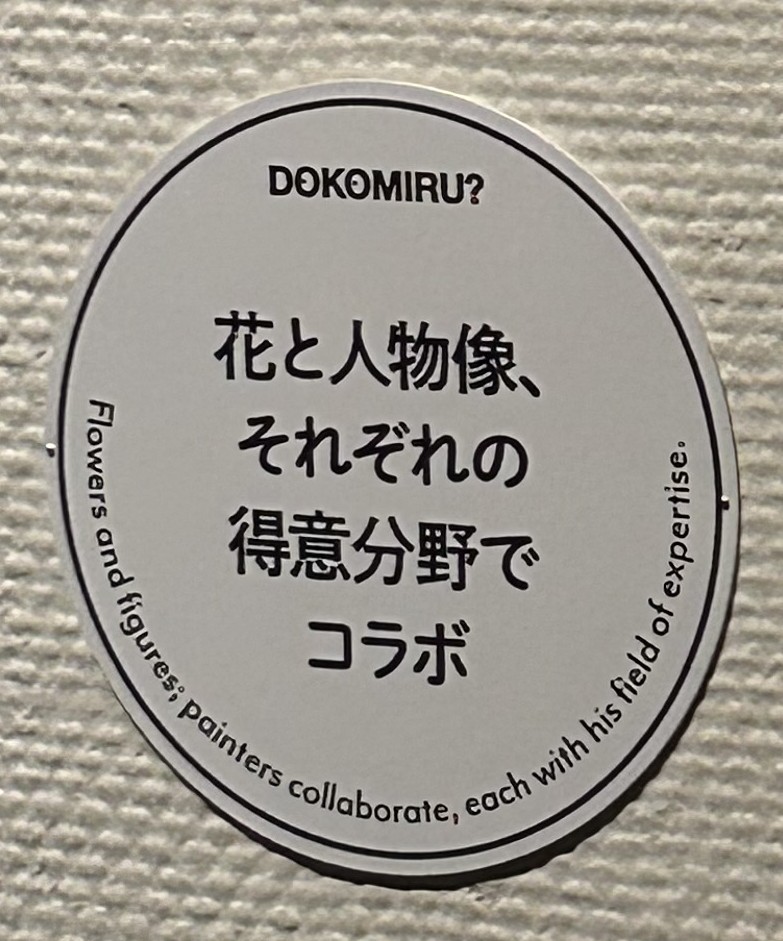 DOKOMIRU?
花と人物像、
それぞれの
得意分野で
コラボ
Flowers and figures; painters collaborate, each with his field of expertise.